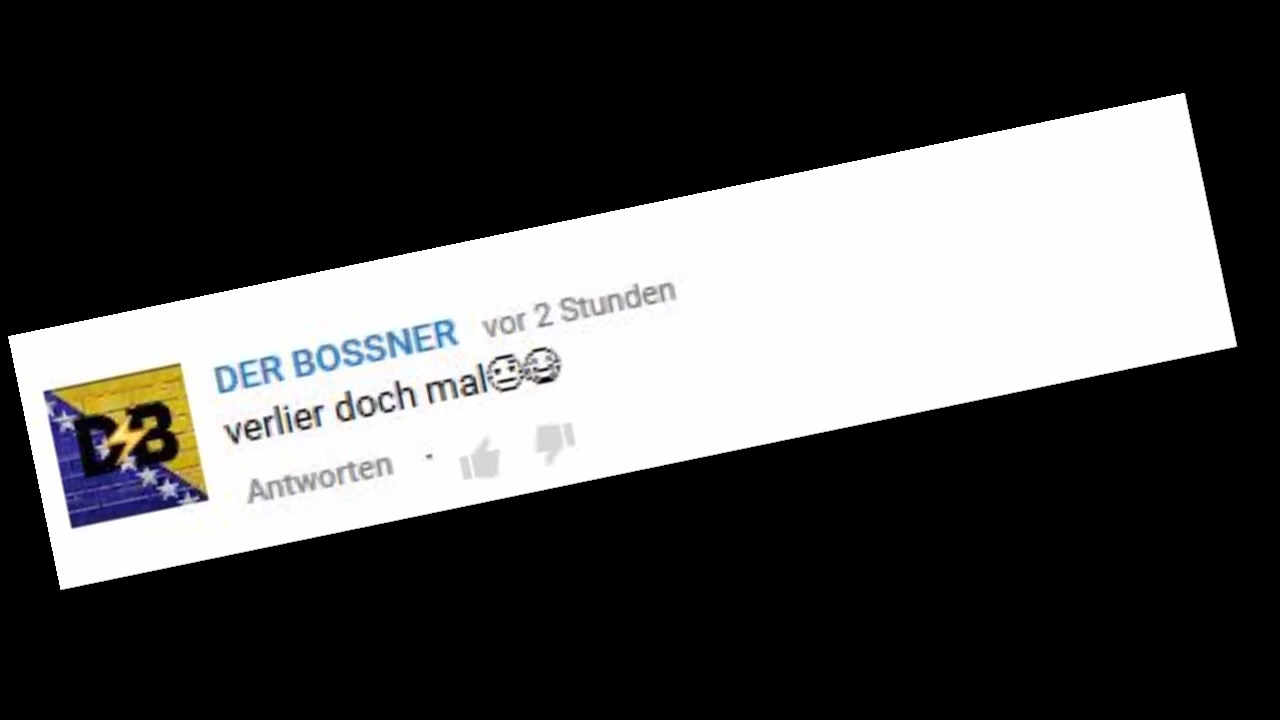 DER BOSSNER vor 2 Stunden
verlier doch mal😐😂
Antworten ·
DB